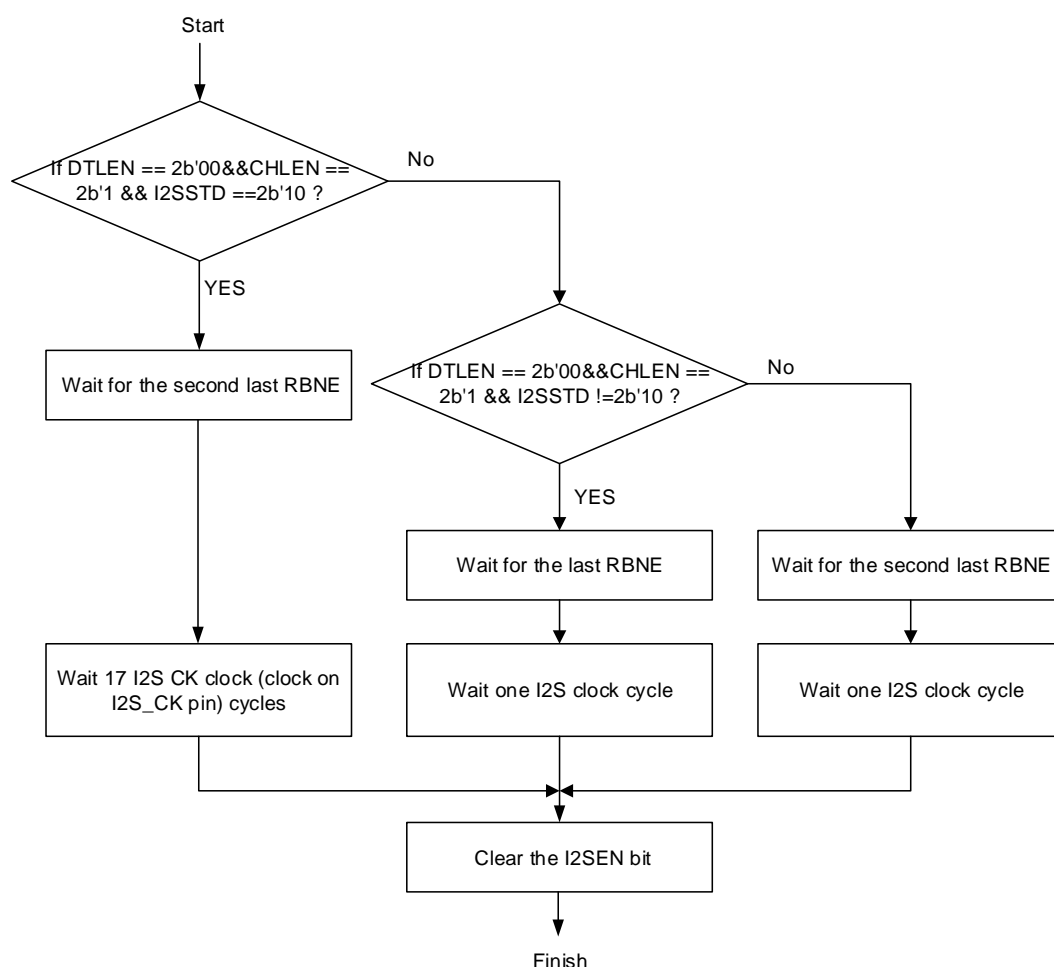 Start
If DTLEN == 2b'00&&CHLEN ==
2b'1 && I2SSTD ==2b'10 ?
No
YES
Wait for the second last RBNE
If DTLEN == 2b'00&&CHLEN ==
2b'1 && I2SSTD !=2b'10 ?
No
YES
Wait for the last RBNE
Wait for the second last RBNE
Wait 17 I2S CK clock (clock on
I2S_CK pin) cycles
Wait one I2S clock cycle
Wait one I2S clock cycle
Clear the I2SEN bit
Finish